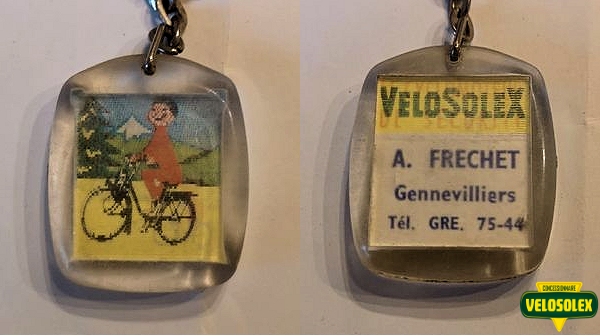 VELOSOLEX
A. FRECHET
Gennevilliers
Tél. GRE. 75-44
CONCESSIONNAIRE
VELOSOLEX